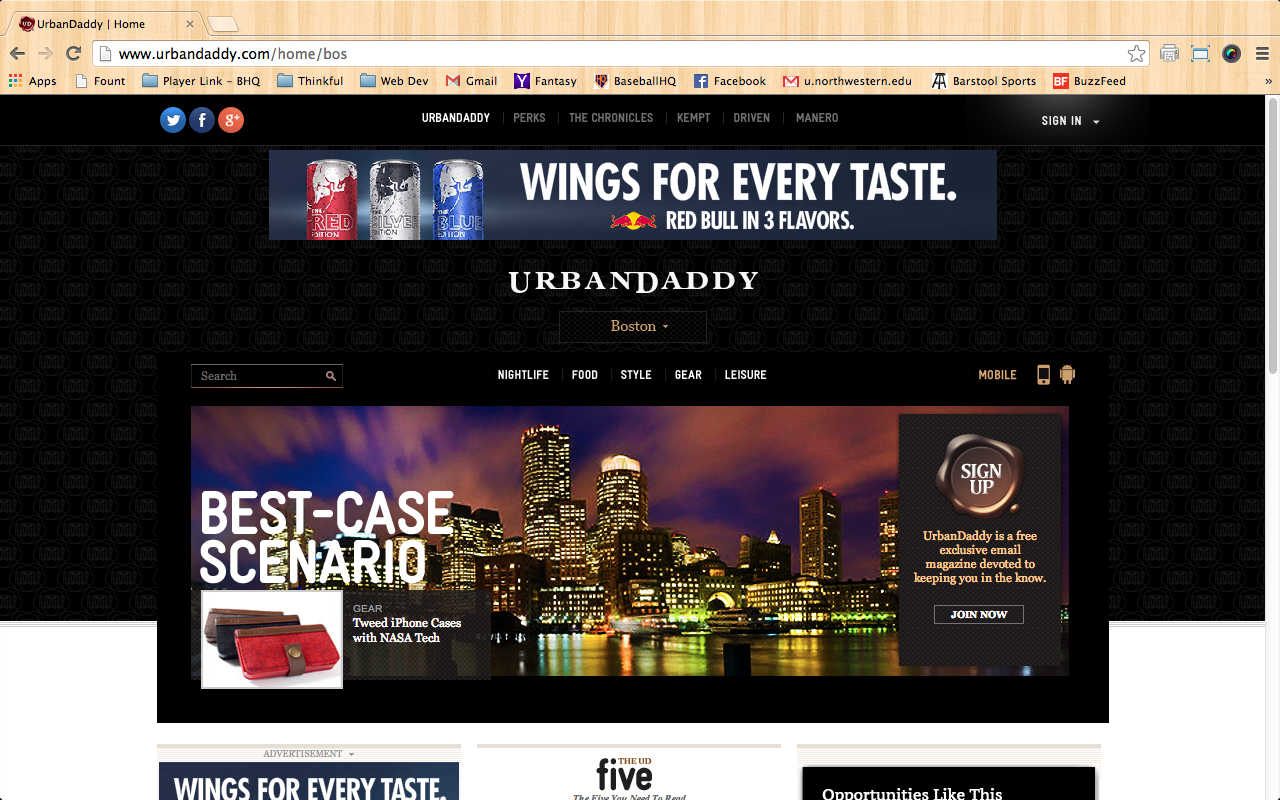 UrbanDaddy | Home
www.urbandaddy.com/home/bos
Apps Fount Player Link – BHQ Thinkful Web Dev Gmail Fantasy BaseballHQ Facebook u.northwestern.edu Barstool Sports BuzzFeed »
URBANDADDY PERKS THE CHRONICLES KEMPT DRIVEN MANERO
SIGN IN
THE RED EDITION
THE SILVER EDITION
THE BLUE EDITION
WINGS FOR EVERY TASTE.
RED BULL IN 3 FLAVORS.
URBANDADDY
Boston
Search
NIGHTLIFE FOOD STYLE GEAR LEISURE
MOBILE
BEST-CASE
SCENARIO
GEAR
Tweed iPhone Cases
with NASA Tech
SIGN
UP
UrbanDaddy is a free
exclusive email
magazine devoted to
keeping you in the know.
JOIN NOW
ADVERTISEMENT
WINGS FOR EVERY TASTE.
THE UD
five
The Five You Need To Read
Opportunities Like This